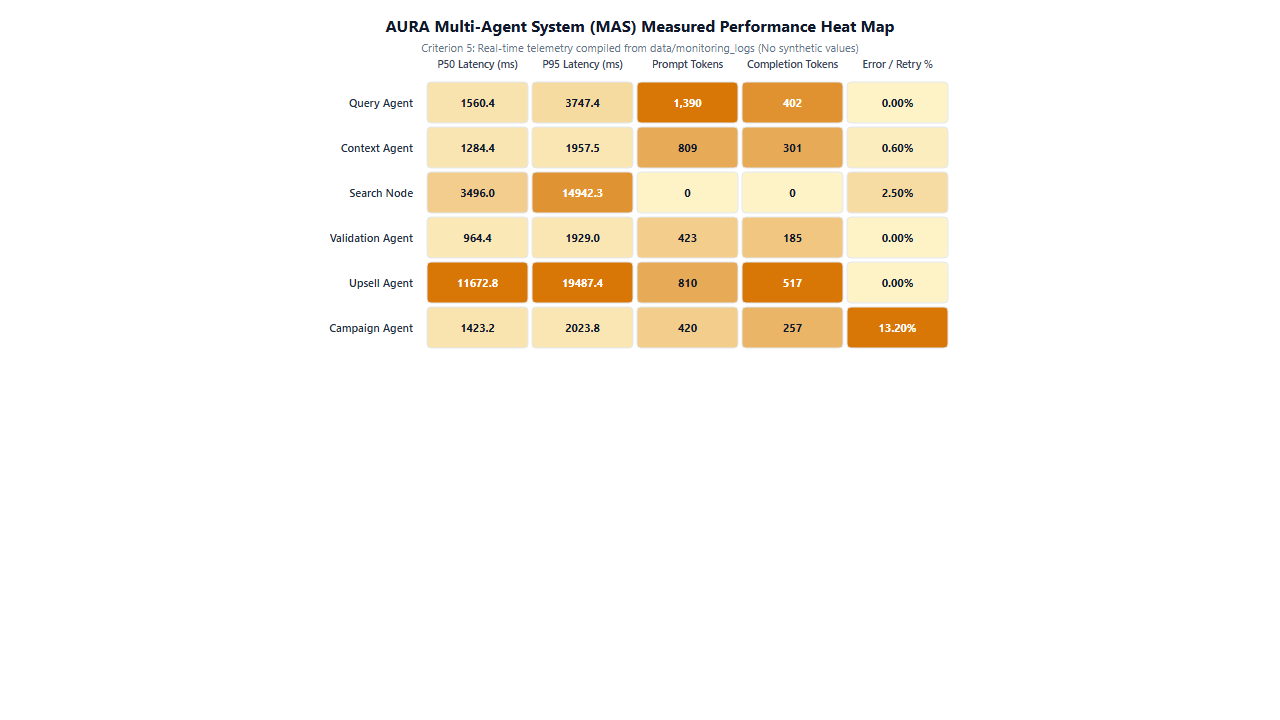 AURA Multi-Agent System (MAS) Measured Performance Heat Map
Criterion 5: Real-time telemetry compiled from data/monitoring_logs (No synthetic values)
P50 Latency (ms) P95 Latency (ms) Prompt Tokens Completion Tokens Error / Retry %
Query Agent 1560.4 3747.4 1,390 402 0.00%
Context Agent 1284.4 1957.5 809 301 0.60%
Search Node 3496.0 14942.3 0 0 2.50%
Validation Agent 964.4 1929.0 423 185 0.00%
Upsell Agent 11672.8 19487.4 810 517 0.00%
Campaign Agent 1423.2 2023.8 420 257 13.20%